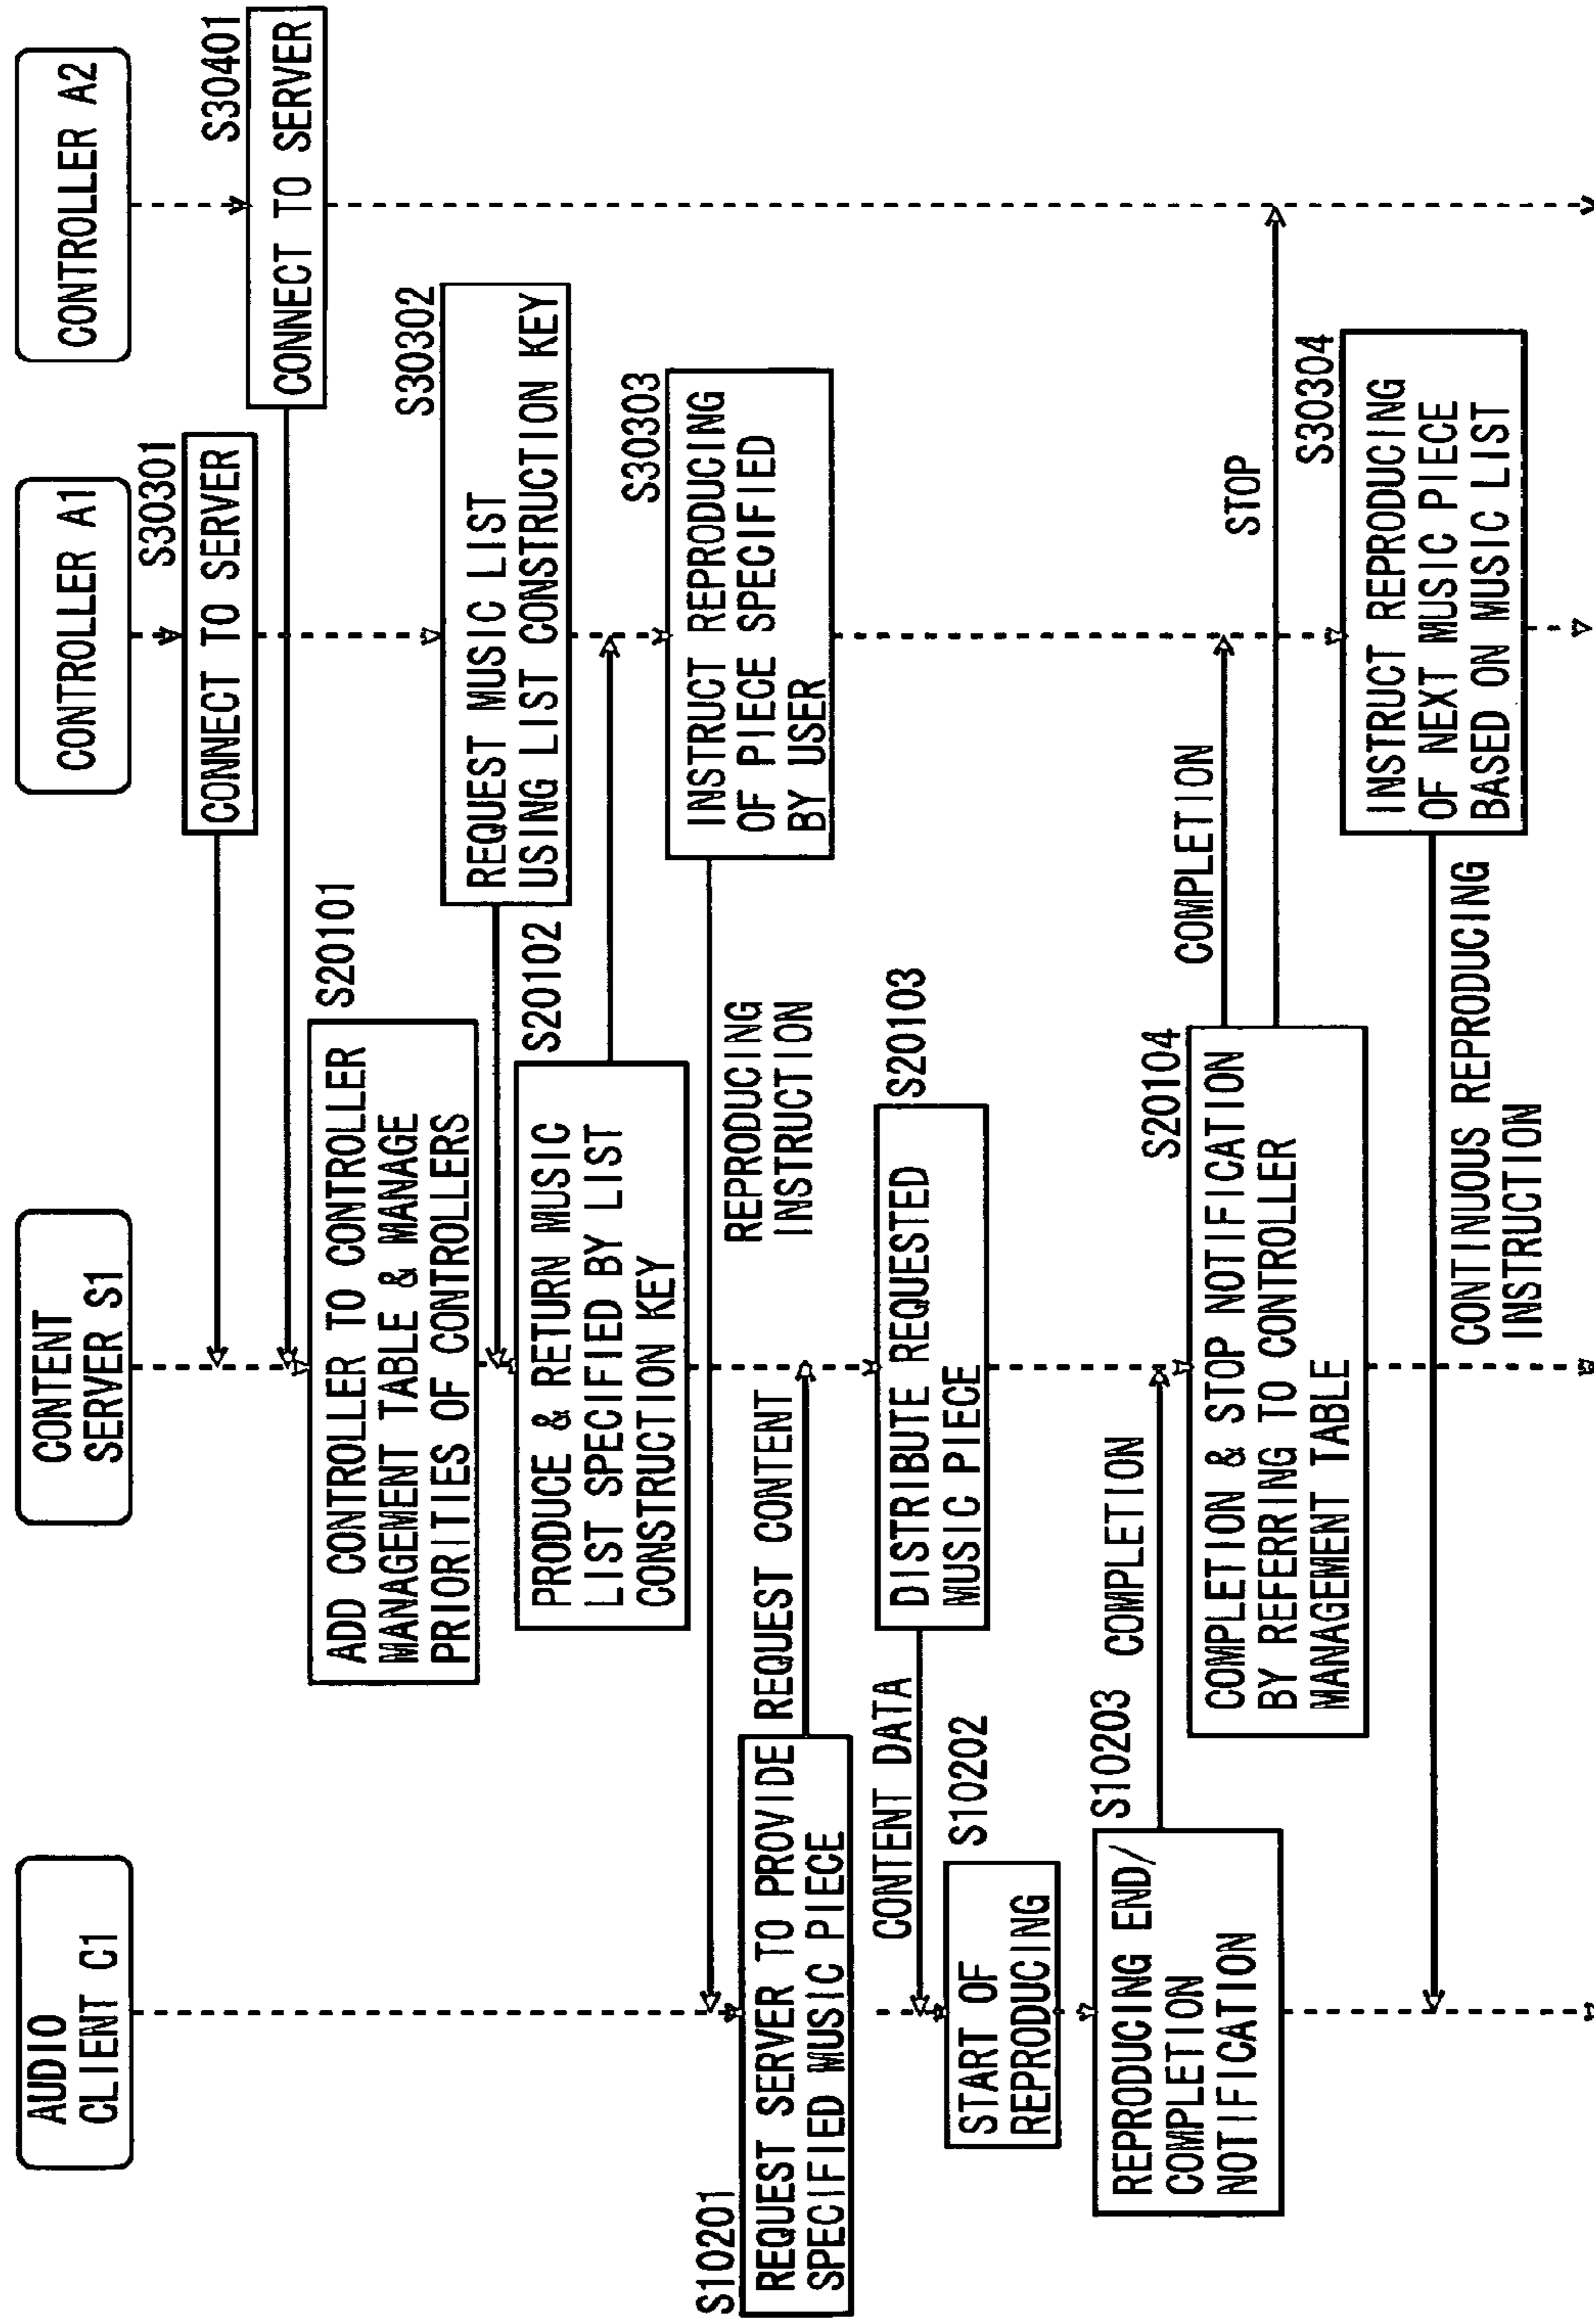 AUDIO
CLIENT C1
CONTENT
SERVER S1
CONTROLLER A1
CONTROLLER A2
S30301
CONNECT TO SERVER
S30401
CONNECT TO SERVER
S20101
ADD CONTROLLER TO CONTROLLER
MANAGEMENT TABLE & MANAGE
PRIORITIES OF CONTROLLERS
S30302
REQUEST MUSIC LIST
USING LIST CONSTRUCTION KEY
S20102
PRODUCE & RETURN MUSIC
LIST SPECIFIED BY LIST
CONSTRUCTION KEY
S30303
INSTRUCT REPRODUCING
OF PIECE SPECIFIED
BY USER
REPRODUCING
INSTRUCTION
S10201
REQUEST SERVER TO PROVIDE
SPECIFIED MUSIC PIECE
REQUEST CONTENT
S20103
DISTRIBUTE REQUESTED
MUSIC PIECE
CONTENT DATA
S10202
START OF
REPRODUCING
S10203
REPRODUCING END/
COMPLETION
NOTIFICATION
COMPLETION
S20104
COMPLETION & STOP NOTIFICATION
BY REFERRING TO CONTROLLER
MANAGEMENT TABLE
COMPLETION
STOP
S30304
INSTRUCT REPRODUCING
OF NEXT MUSIC PIECE
BASED ON MUSIC LIST
CONTINUOUS REPRODUCING
INSTRUCTION